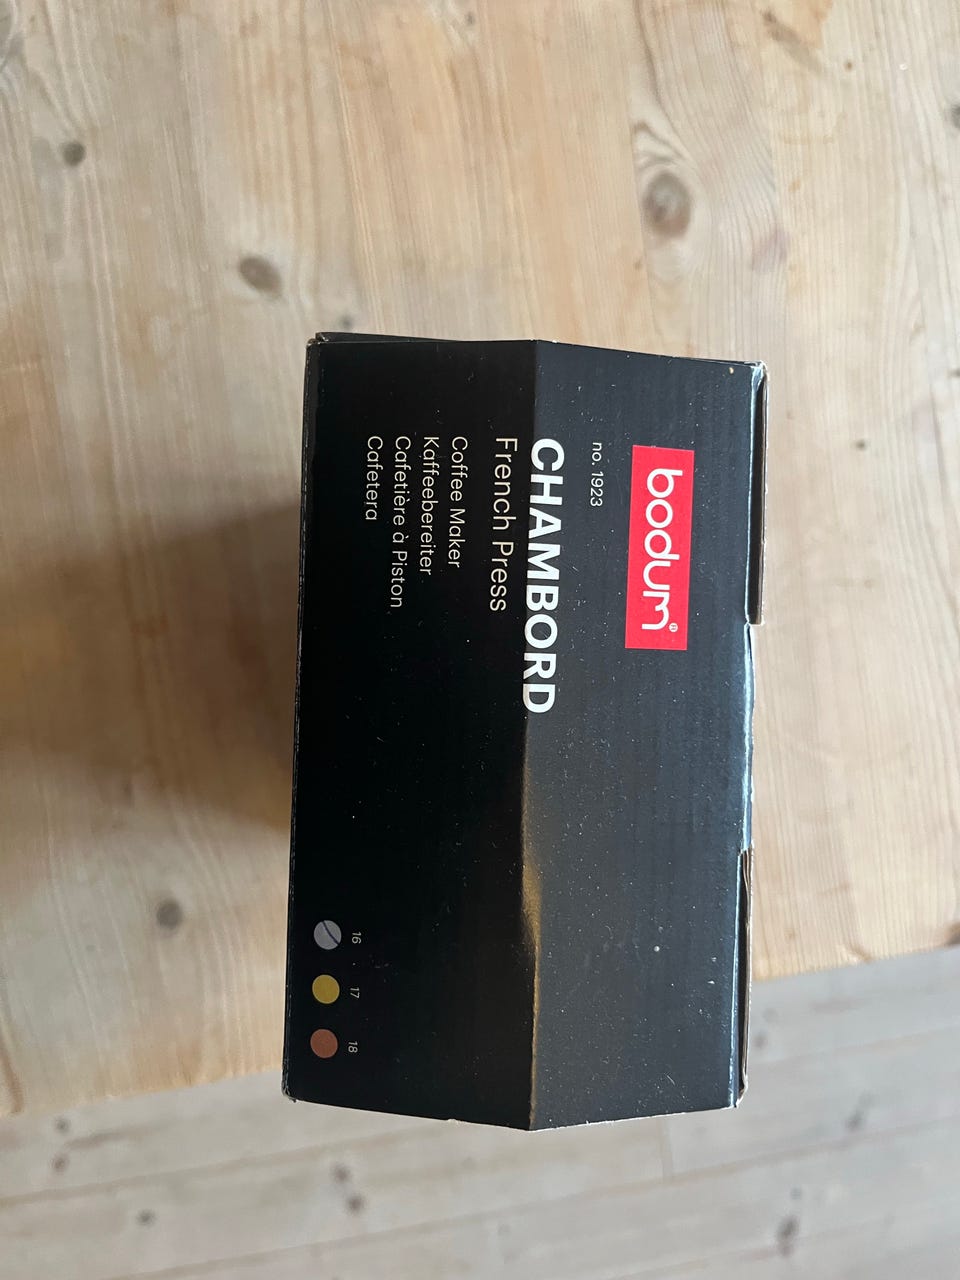 bodum®
no. 1923
CHAMBORD
French Press
Coffee Maker
Kaffeebereiter
Cafetière à Piston
Cafetera
16
17
18